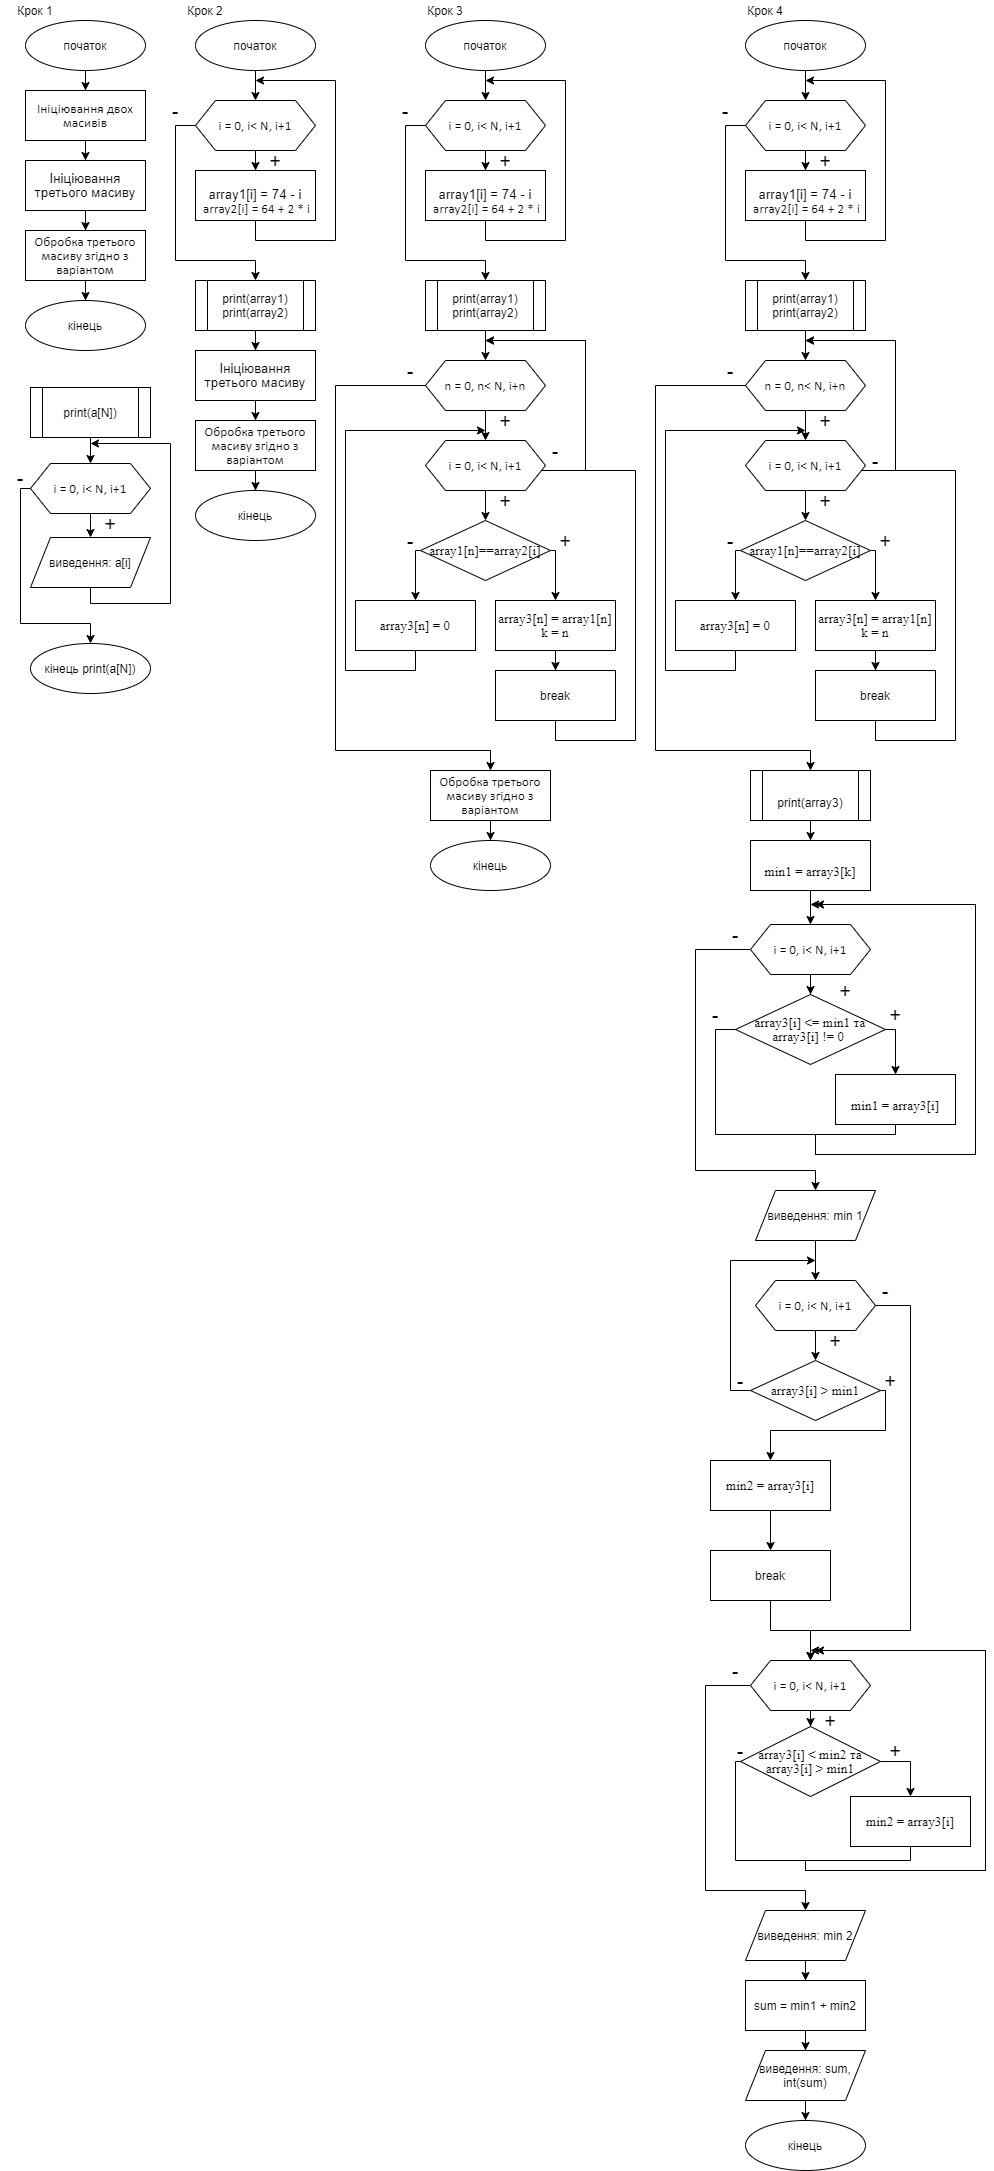 Крок 1
початок
Ініціювання двох
масивів
Ініціювання
третього масиву
Обробка третього
масиву згідно з
варіантом
кінець
print(a[N])
-
i = 0, i< N, i+1
+
виведення: a[i]
кінець print(a[N])
Крок 2
початок
-
i = 0, i< N, i+1
+
array1[i] = 74 - i
array2[i] = 64 + 2 * i
print(array1)
print(array2)
Ініціювання
третього масиву
Обробка третього
масиву згідно з
варіантом
кінець
Крок 3
початок
-
i = 0, i< N, i+1
+
array1[i] = 74 - i
array2[i] = 64 + 2 * i
print(array1)
print(array2)
-
n = 0, n< N, i+n
+
i = 0, i< N, i+1
-
+
-
array1[n]==array2[i]
+
array3[n] = 0
array3[n] = array1[n]
k = n
break
Обробка третього
масиву згідно з
варіантом
кінець
Крок 4
початок
-
i = 0, i< N, i+1
+
array1[i] = 74 - i
array2[i] = 64 + 2 * i
print(array1)
print(array2)
-
n = 0, n< N, i+n
+
i = 0, i< N, i+1
-
+
-
array1[n]==array2[i]
+
array3[n] = 0
array3[n] = array1[n]
k = n
break
print(array3)
min1 = array3[k]
-
i = 0, i< N, i+1
+
-
array3[i] <= min1 та
array3[i] != 0
+
min1 = array3[i]
виведення: min 1
i = 0, i< N, i+1
-
+
-
array3[i] > min1
+
min2 = array3[i]
break
-
i = 0, i< N, i+1
+
-
array3[i] < min2 та
array3[i] > min1
+
min2 = array3[i]
виведення: min 2
sum = min1 + min2
виведення: sum,
int(sum)
кінець